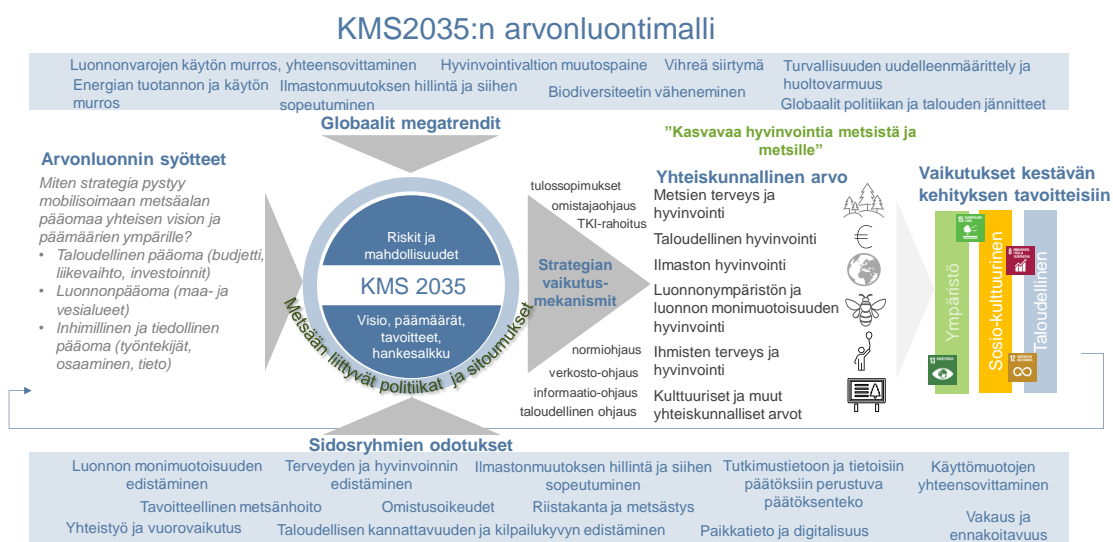 KMS2035:n arvonluontimalli
Luonnonvarojen käytön murros, yhteensovittaminen
Hyvinvointivaltion muutospaine
Vihreä siirtymä
Turvallisuuden uudelleenmäärittely ja
huoltovarmuus
Energian tuotannon ja käytön
murros
Ilmastonmuutoksen hillintä ja siihen
sopeutuminen
Biodiversiteetin väheneminen
Globaalit politiikan ja talouden jännitteet
Globaalit megatrendit
”Kasvavaa hyvinvointia metsistä ja
metsille”
Arvonluonnin syötteet
Miten strategia pystyy
mobilisoimaan metsäalan
pääomaa yhteisen vision ja
päämäärien ympärille?
• Taloudellinen pääoma (budjetti,
liikevaihto, investoinnit)
• Luonnonpääoma (maa- ja
vesialueet)
• Inhimillinen ja tiedollinen
pääoma (työntekijät,
osaaminen, tieto)
Riskit ja
mahdollisuudet
KMS 2035
Visio, päämäärät,
tavoitteet,
hankesalkku
Metsään liittyvät politiikat ja sitoumukset
tulossopimukset
omistajaohjaus
TKI-rahoitus
Strategian
vaikutus-
mekanismit
normiohjaus
verkosto-ohjaus
informaatio-ohjaus
taloudellinen ohjaus
Yhteiskunnallinen arvo
Metsien terveys ja
hyvinvointi
Taloudellinen hyvinvointi
€
Ilmaston hyvinvointi
Luonnonympäristön ja
luonnon monimuotoisuuden
hyvinvointi
Ihmisten terveys ja
hyvinvointi
Kulttuuriset ja muut
yhteiskunnalliset arvot
Vaikutukset kestävän
kehityksen tavoitteisiin
Ympäristö
Sosio-kulttuurinen
Taloudellinen
15
8
13
12
Sidosryhmien odotukset
Luonnon monimuotoisuuden
edistäminen
Terveyden ja hyvinvoinnin
edistäminen
Ilmastonmuutoksen hillintä ja siihen
sopeutuminen
Tutkimustietoon ja tietoisiin
päätöksiin perustuva
päätöksenteko
Käyttömuotojen
yhteensovittaminen
Tavoitteellinen metsänhoito
Omistusoikeudet
Riistakanta ja metsästys
Yhteistyö ja vuorovaikutus
Taloudellisen kannattavuuden ja kilpailukyvyn edistäminen
Paikkatieto ja digitalisuus
Vakaus ja
ennakoitavuus